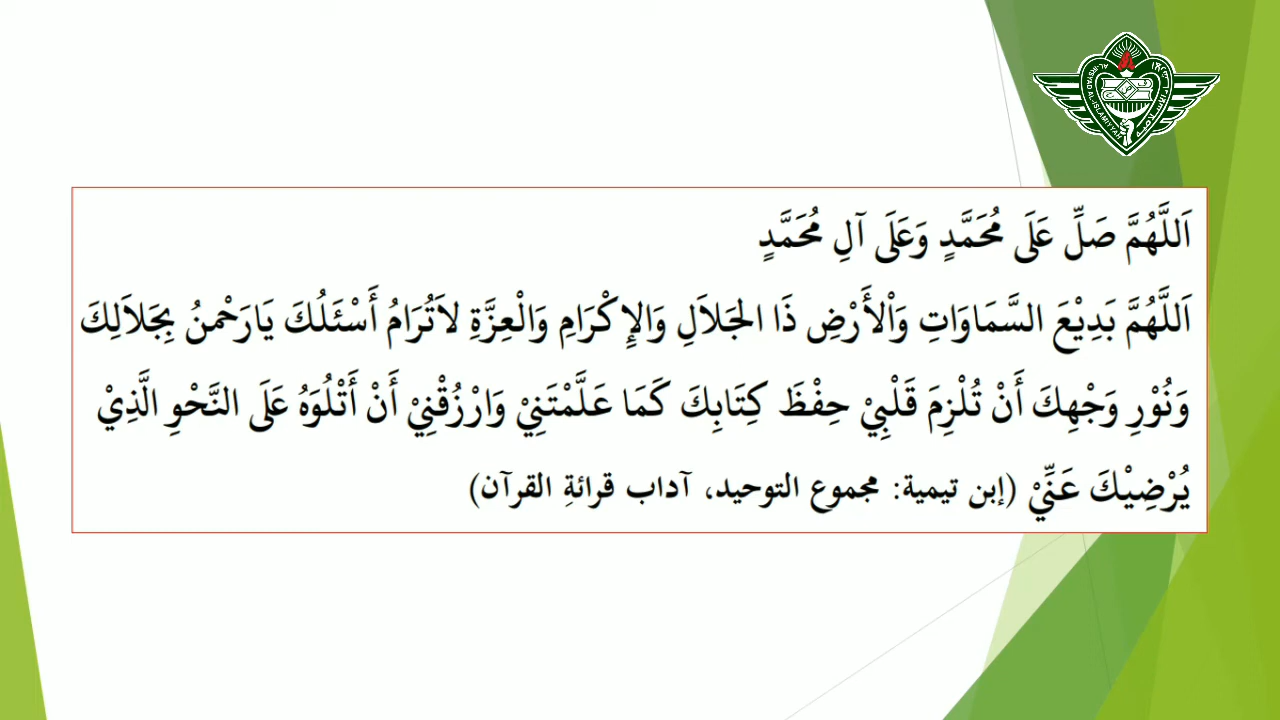 اَللَّهُمَّ صَلِّ عَلَى مُحَمَّدٍ وَعَلَى آلِ مُحَمَّدٍ
اَللَّهُمَّ بَدِيْعَ السَّمَاوَاتِ وَاْلأَرْضِ ذَا الجَلاَلِ وَالإِكْرَامِ وَالْعِزَّةِ لاَتُرَامُ أَسْئَلُكَ يَارَحْمنُ بِجَلاَلِكَ
وَنُوْرِ وَجْهِكَ أَنْ تُلْزِمَ قَلْبِيْ حِفْظَ كِتَابِكَ كَمَا عَلَّمْتَنِيْ وَارْزُقْنِيْ أَنْ أَتْلُوَهُ عَلَى النَّحْوِ الَّذِيْ
يُرْضِيْكَ عَنِّيْ (إبن تيمية: مجموع التوحيد، آداب قرائةِ القرآن)